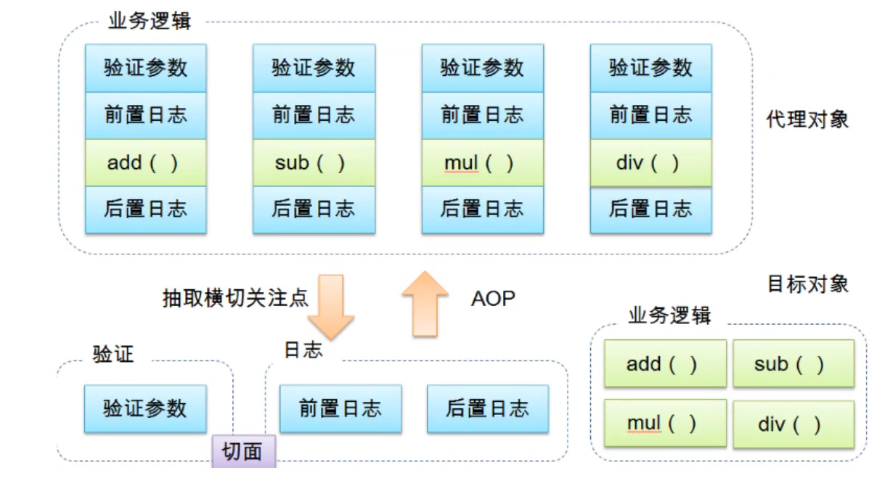 业务逻辑
验证参数 验证参数 验证参数 验证参数
前置日志 前置日志 前置日志 前置日志
代理对象
add（ ） sub（ ） mul（ ） div（ ）
后置日志 后置日志 后置日志 后置日志
抽取横切关注点
AOP
目标对象
业务逻辑
验证
日志
add（ ） sub（ ）
验证参数
前置日志 后置日志
mul（ ） div（ ）
切面